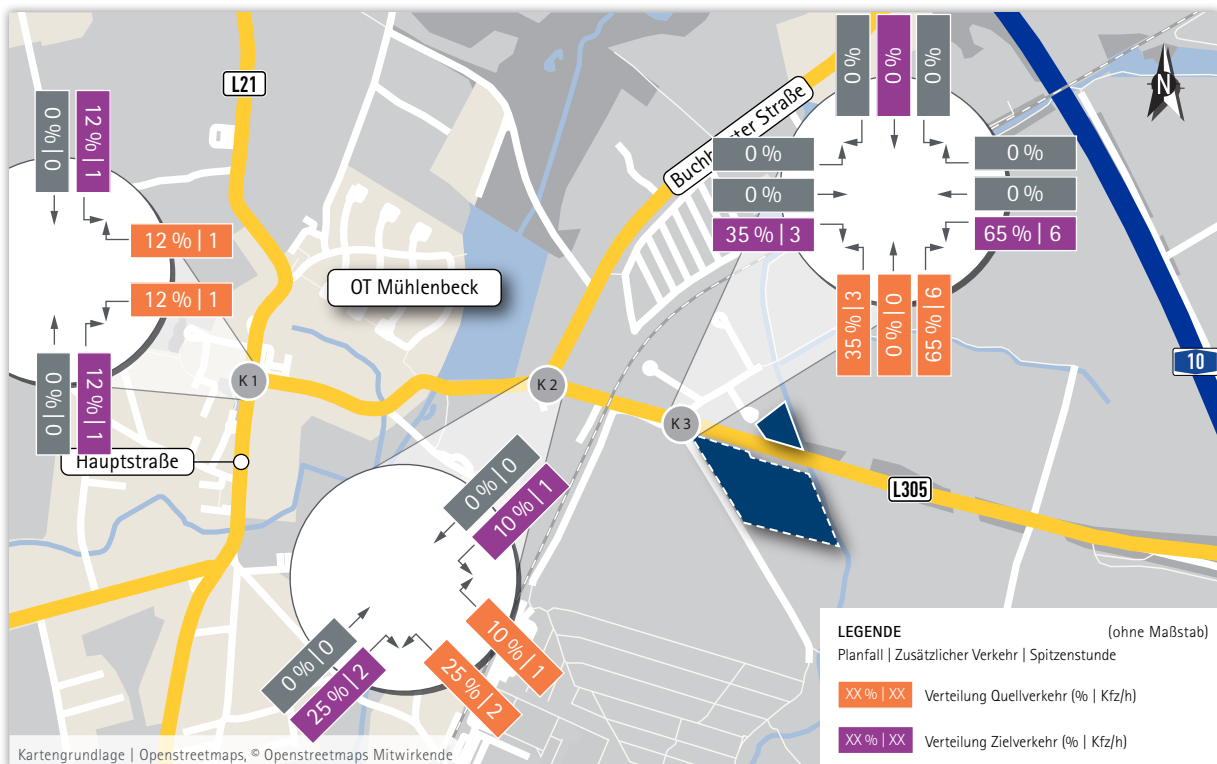 L21
0 % | 0
12 % | 1
12 % | 1
12 % | 1
0 % | 0
12 % | 1
K 1
Hauptstraße
OT Mühlenbeck
Buchhorster Straße
K 2
K 3
0 %
0 %
0 %
0 %
0 %
35 % | 3
0 %
0 %
65 % | 6
35 % | 3
0 % | 0
65 % | 6
N
10
L305
0 % | 0
10 % | 1
10 % | 1
25 % | 2
0 % | 0
25 % | 2
LEGENDE
(ohne Maßstab)
Planfall | Zusätzlicher Verkehr | Spitzenstunde
XX % | XX Verteilung Quellverkehr (% | Kfz/h)
XX % | XX Verteilung Zielverkehr (% | Kfz/h)
Kartengrundlage | Openstreetmaps, © Openstreetmaps Mitwirkende